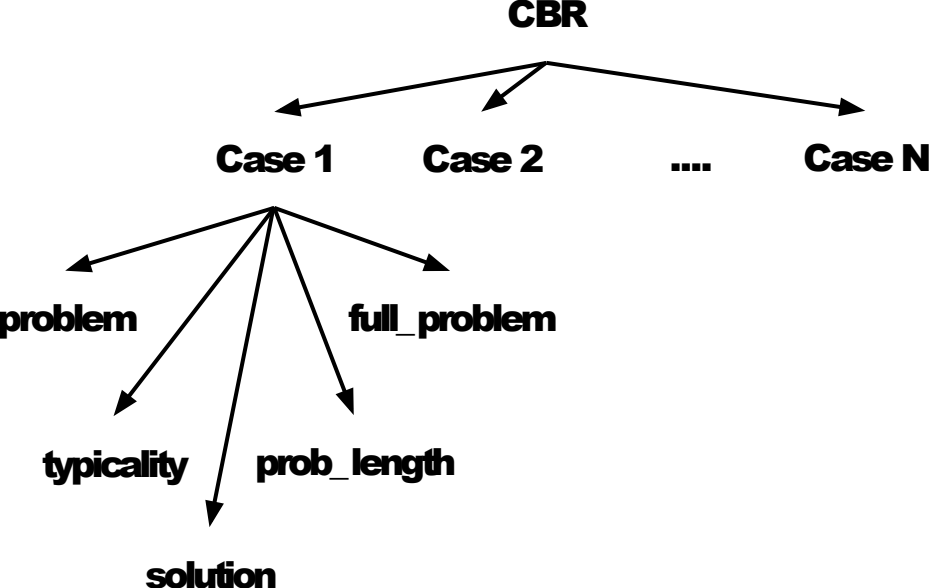 CBR
Case 1 Case 2 .... Case N
problem full_problem
typicality prob_length
solution